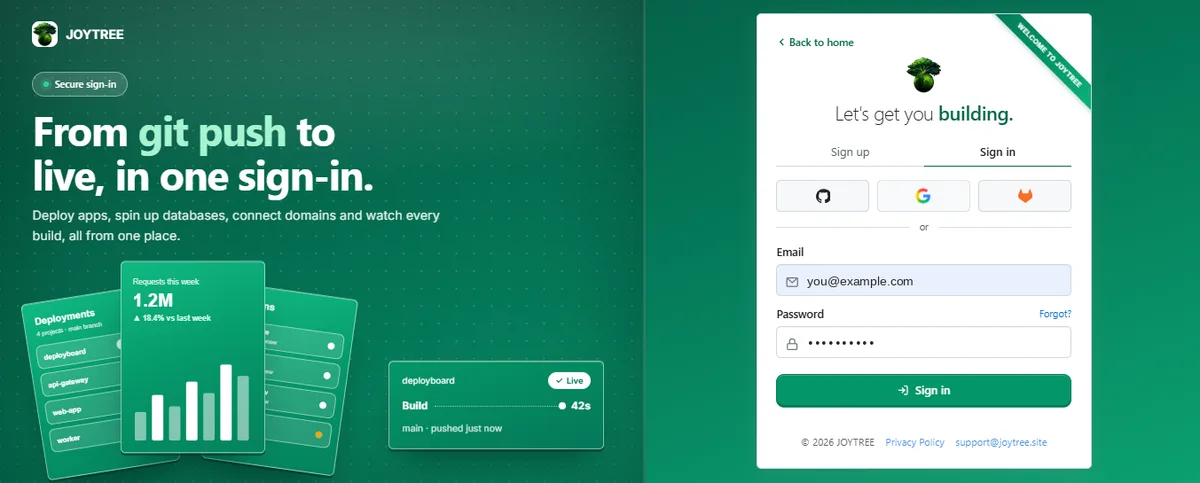 JOYTREE
Secure sign-in
From git push to
live, in one sign-in.
Deploy apps, spin up databases, connect domains and watch every
build, all from one place.
Deployments
4 projects · main branch
deployboard
api-gateway
web-app
worker
Requests this week
1.2M
▲ 18.4% vs last week
deployboard
✓ Live
Build
42s
main · pushed just now
Back to home
WELCOME TO JOYTREE
Let's get you building.
Sign up
Sign in
or
Email
you@example.com
Password
Forgot?
••••••••••
Sign in
© 2026 JOYTREE Privacy Policy support@joytree.site